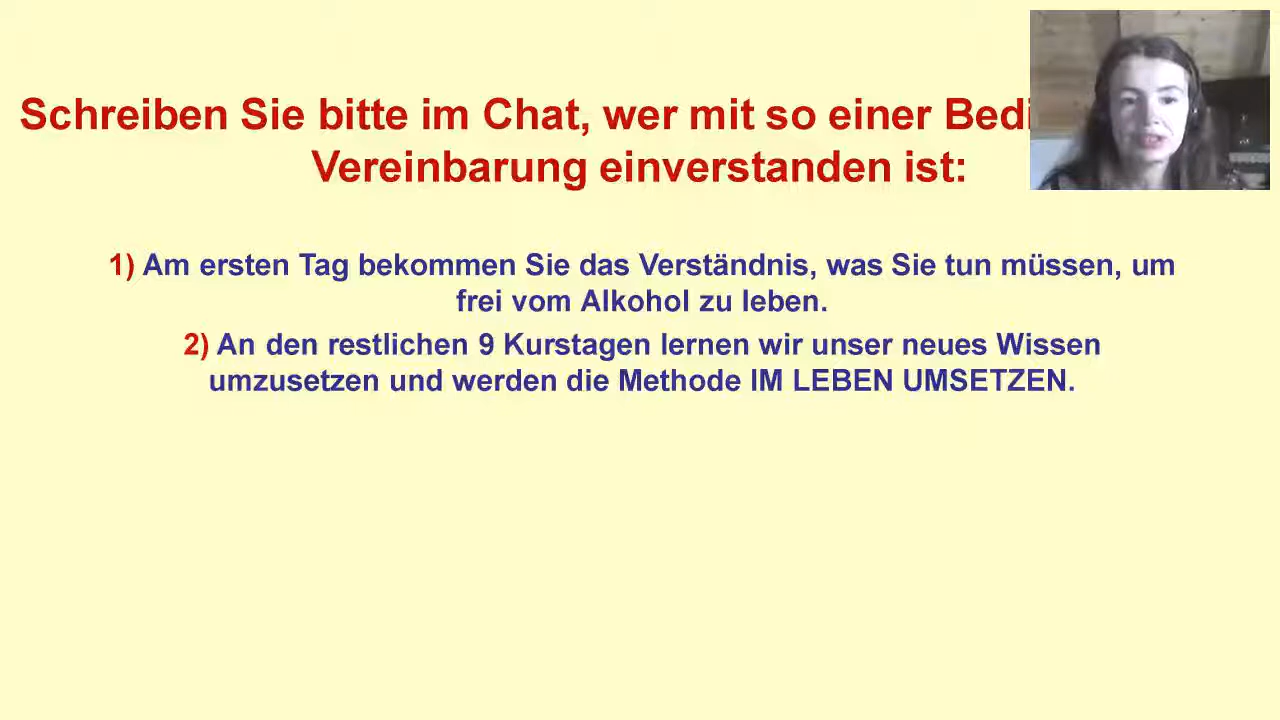 Schreiben Sie bitte im Chat, wer mit so einer
Vereinbarung einverstanden ist:
1) Am ersten Tag bekommen Sie das Verständnis, was Sie tun müssen, um
frei vom Alkohol zu leben.
2) An den restlichen 9 Kurstagen lernen wir unser neues Wissen
umzusetzen und werden die Methode IM LEBEN UMSETZEN.